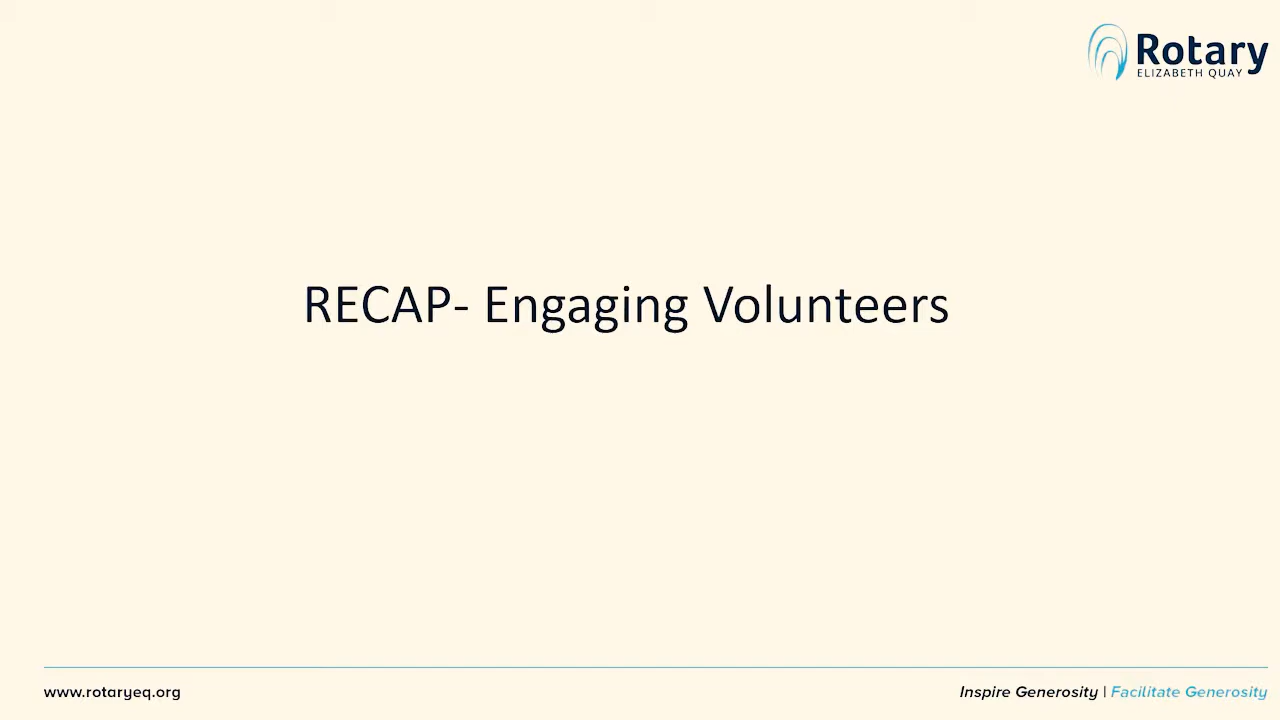 Rotary
ELIZABETH QUAY
RECAP- Engaging Volunteers
www.rotaryeq.org
Inspire Generosity | Facilitate Generosity